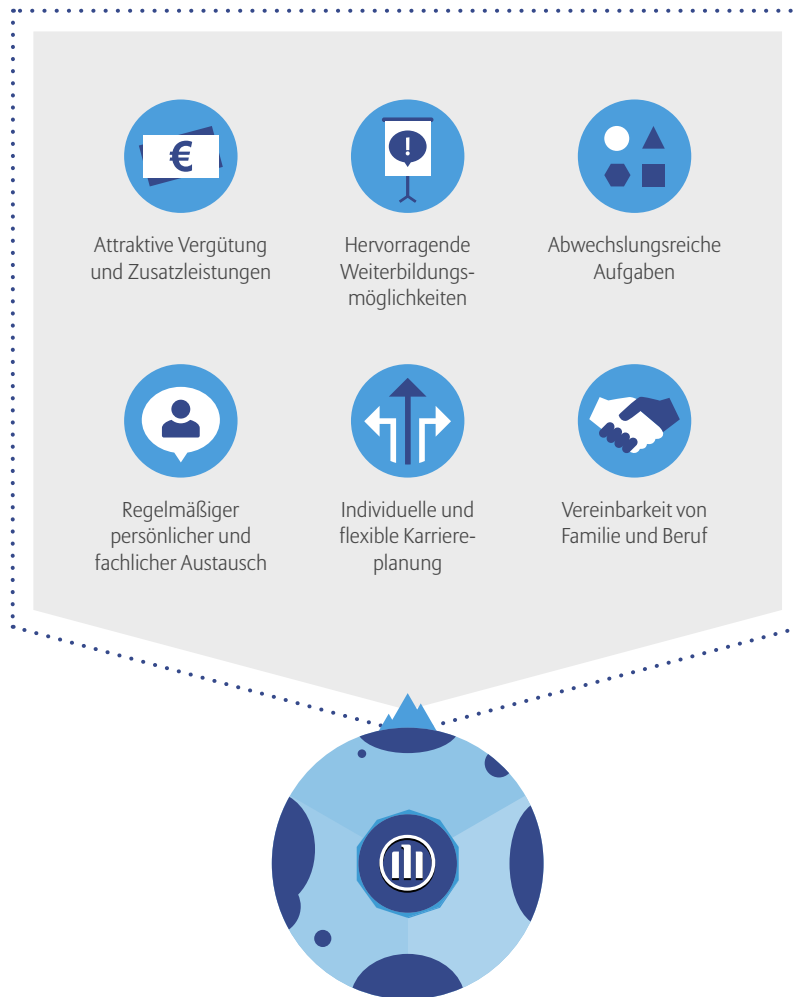 €
!
Attraktive Vergütung
und Zusatzleistungen
Hervorragende
Weiterbildungs-
möglichkeiten
Abwechslungsreiche
Aufgaben
Regelmäßiger
persönlicher und
fachlicher Austausch
Individuelle und
flexible Karriere-
planung
Vereinbarkeit von
Familie und Beruf